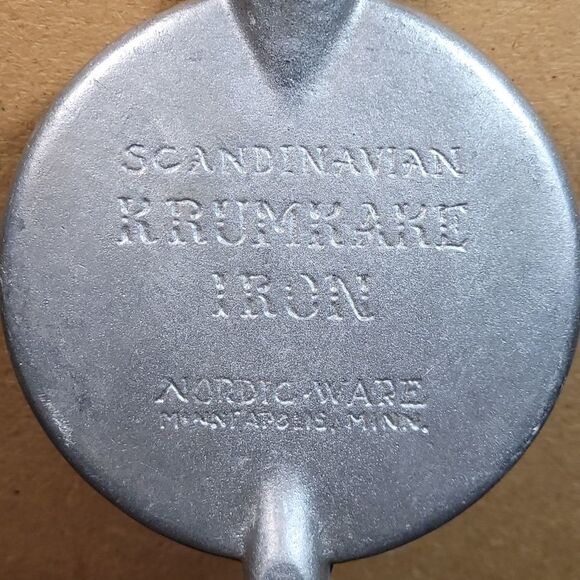 SCANDINAVIAN
KRUMKAKE
IRON
NORDIC WARE
MINNEAPOLIS, MINN.